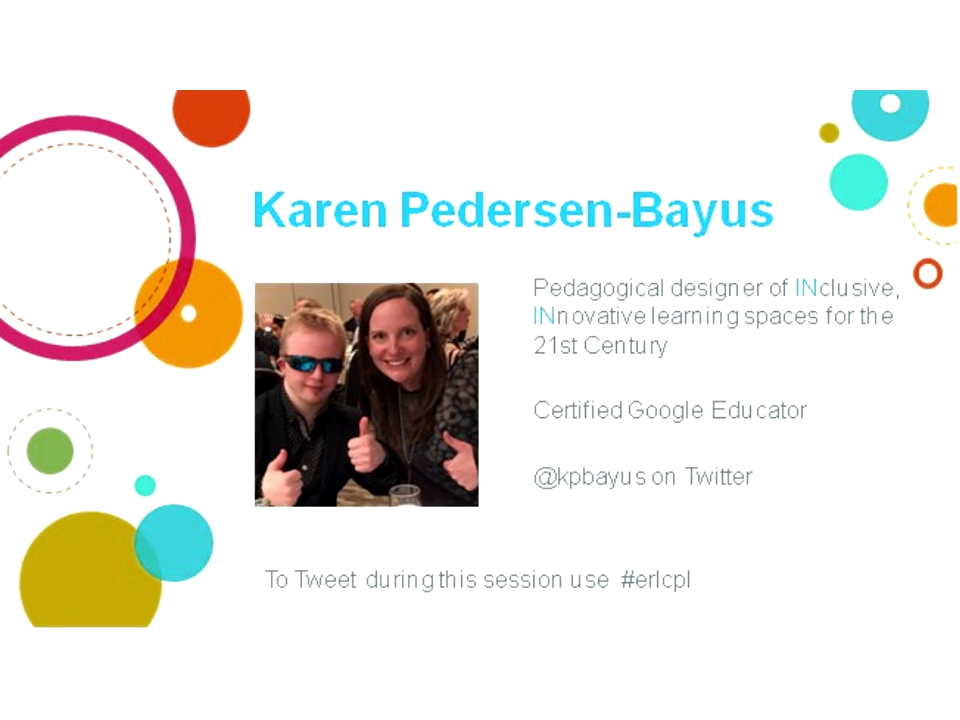 Karen Pedersen-Bayus
Pedagogical designer of INclusive,
INnovative learning spaces for the
21st Century
Certified Google Educator
@kpbayus on Twitter
To Tweet during this session use #erlcpl